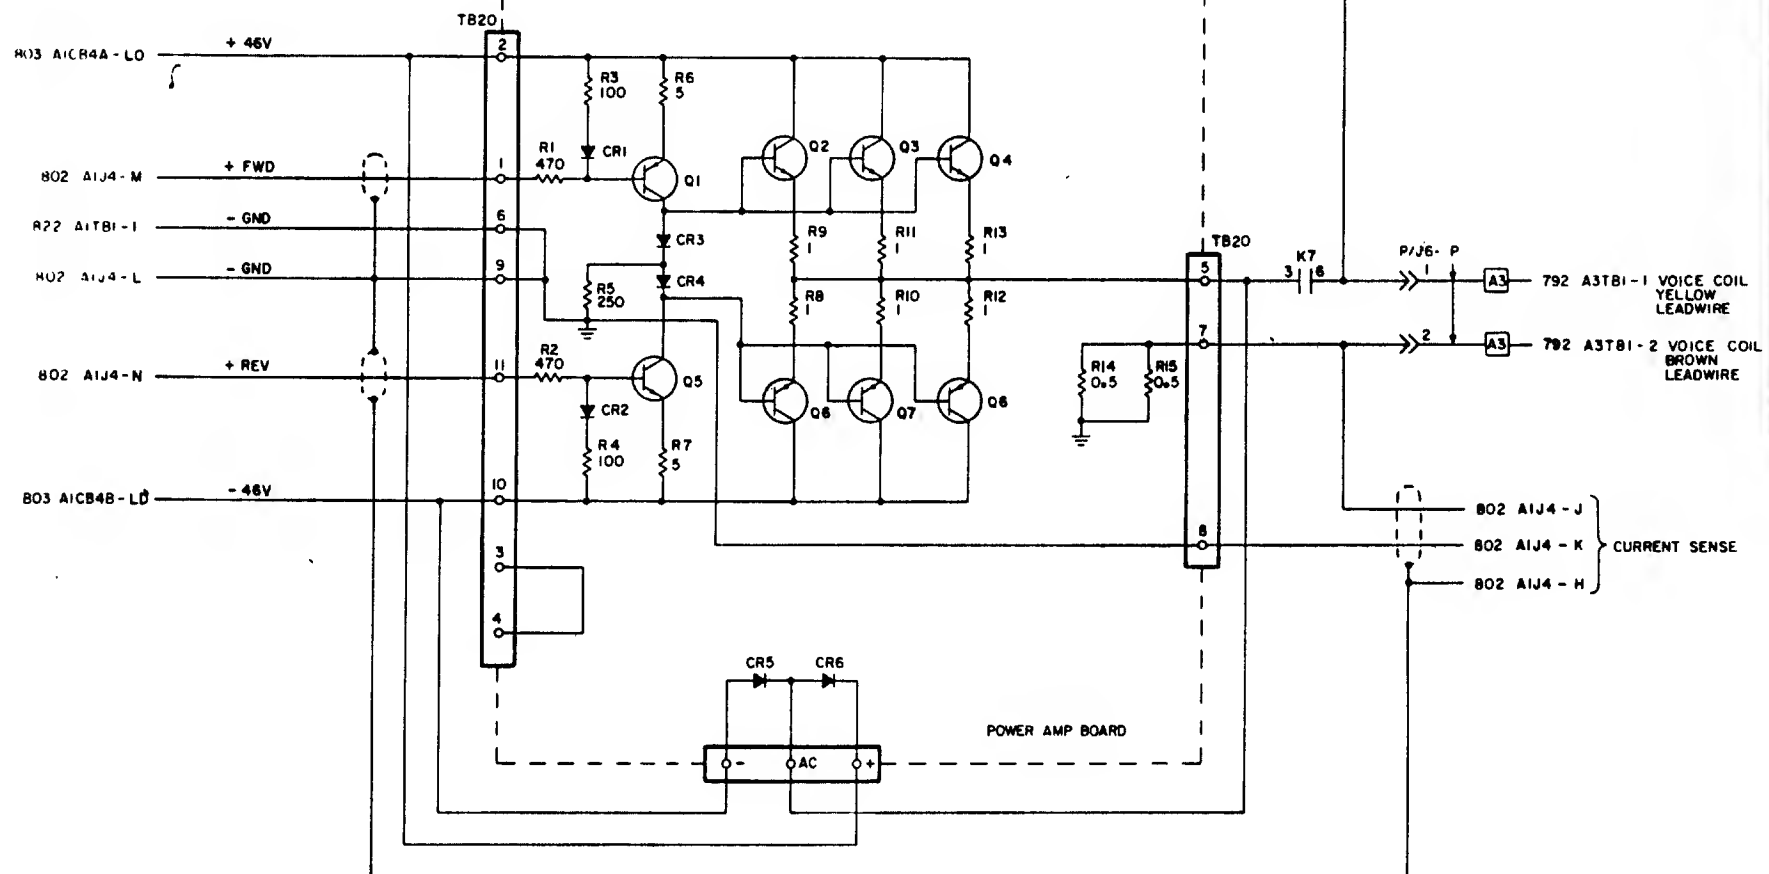 TB20
803 A1CB4A-LO + 46V 2
R3 100
R6 5
CR1
R1 470
802 A1J4-M + FWD 1
Q1
Q2
Q3
Q4
822 A1TB1-1 - GND 6
802 A1J4-L - GND 9
CR3
CR4
R5 250
R9 1
R11 1
R13 1
R8 1
R10 1
R12 1
802 A1J4-N + REV 11
R2 470
Q5
CR2
R4 100
R7 5
Q6
Q7
Q6
803 A1CB4B-LD - 46V 10
3
4
TB20
5
K7
3 6
P/J6- P
1
A3 792 A3TB1-1 VOICE COIL
YELLOW
LEADWIRE
7
2
A3 792 A3TB1-2 VOICE COIL
BROWN
LEADWIRE
R14 0.5
R15 0.5
802 A1J4-J
8
802 A1J4-K
CURRENT SENSE
802 A1J4-H
CR5 CR6
POWER AMP BOARD
- AC +